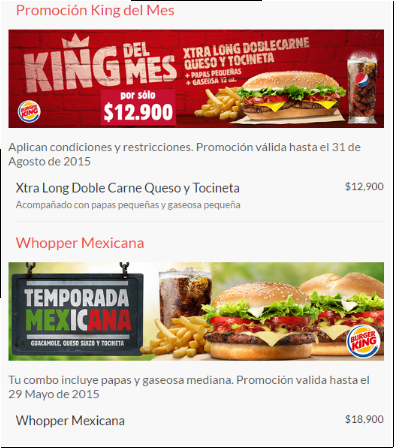 Promoción King del Mes
KING DEL MES
por sólo
$12.900
XTRA LONG DOBLECARNE
QUESO Y TOCINETA
+ PAPAS PEQUEÑAS
+ GASEOSA 12 oz.
BURGER KING
pepsi
Aplican condiciones y restricciones. Promoción válida hasta el 31 de
Agosto de 2015
Xtra Long Doble Carne Queso y Tocineta $12,900
Acompañado con papas pequeñas y gaseosa pequeña
Whopper Mexicana
TEMPORADA
MEXICANA
GUACAMOLE, QUESO SUIZO Y TOCINETA
BURGER KING
Tu combo incluye papas y gaseosa mediana. Promoción valida hasta el
29 Mayo de 2015
Whopper Mexicana $18,900